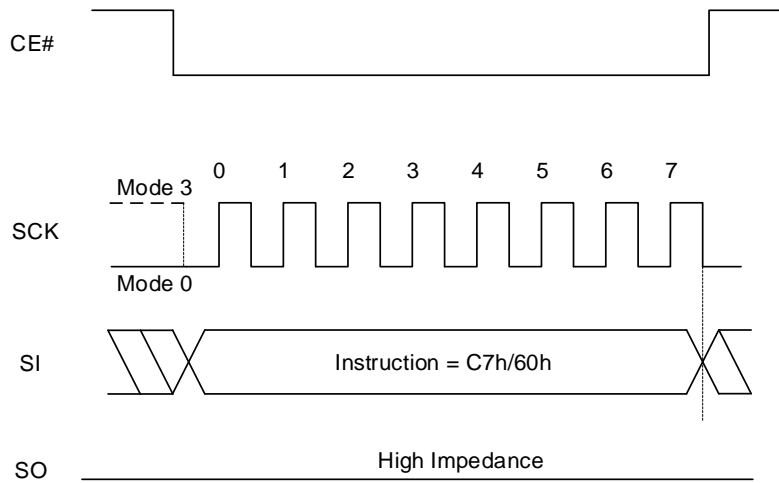 CE#
0 1 2 3 4 5 6 7
Mode 3
SCK
Mode 0
SI
Instruction = C7h/60h
SO
High Impedance